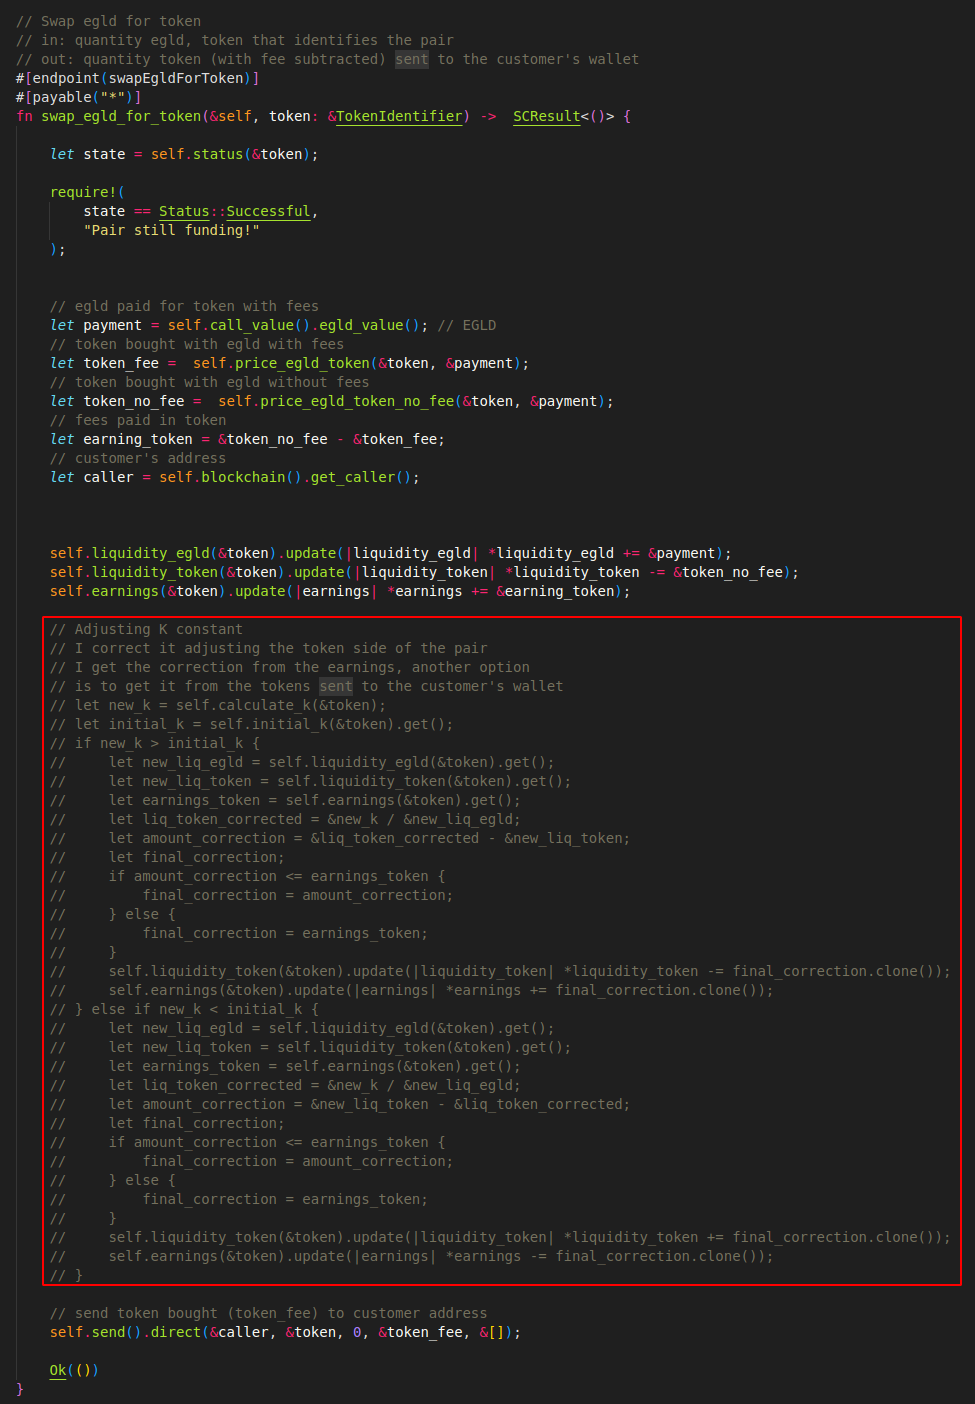 // Swap egld for token
// in: quantity egld, token that identifies the pair
// out: quantity token (with fee subtracted) sent to the customer's wallet
#[endpoint(swapEgldForToken)]
#[payable("*")]
fn swap_egld_for_token(&self, token: &TokenIdentifier) ->  SCResult<()> {
    let state = self.status(&token);
    require!(
        state == Status::Successful,
        "Pair still funding!"
    );
    // egld paid for token with fees
    let payment = self.call_value().egld_value(); // EGLD
    // token bought with egld with fees
    let token_fee =  self.price_egld_token(&token, &payment);
    // token bought with egld without fees
    let token_no_fee =  self.price_egld_token_no_fee(&token, &payment);
    // fees paid in token
    let earning_token = &token_no_fee - &token_fee;
    // customer's address
    let caller = self.blockchain().get_caller();
    self.liquidity_egld(&token).update(|liquidity_egld| *liquidity_egld += &payment);
    self.liquidity_token(&token).update(|liquidity_token| *liquidity_token -= &token_no_fee);
    self.earnings(&token).update(|earnings| *earnings += &earning_token);
    // Adjusting K constant
    // I correct it adjusting the token side of the pair
    // I get the correction from the earnings, another option
    // is to get it from the tokens sent to the customer's wallet
    // let new_k = self.calculate_k(&token);
    // let initial_k = self.initial_k(&token).get();
    // if new_k > initial_k {
    //     let new_liq_egld = self.liquidity_egld(&token).get();
    //     let new_liq_token = self.liquidity_token(&token).get();
    //     let earnings_token = self.earnings(&token).get();
    //     let liq_token_corrected = &new_k / &new_liq_egld;
    //     let amount_correction = &liq_token_corrected - &new_liq_token;
    //     let final_correction;
    //     if amount_correction <= earnings_token {
    //         final_correction = amount_correction;
    //     } else {
    //         final_correction = earnings_token;
    //     }
    //     self.liquidity_token(&token).update(|liquidity_token| *liquidity_token -= final_correction.clone());
    //     self.earnings(&token).update(|earnings| *earnings += final_correction.clone());
    // } else if new_k < initial_k {
    //     let new_liq_egld = self.liquidity_egld(&token).get();
    //     let new_liq_token = self.liquidity_token(&token).get();
    //     let earnings_token = self.earnings(&token).get();
    //     let liq_token_corrected = &new_k / &new_liq_egld;
    //     let amount_correction = &new_liq_token - &liq_token_corrected;
    //     let final_correction;
    //     if amount_correction <= earnings_token {
    //         final_correction = amount_correction;
    //     } else {
    //         final_correction = earnings_token;
    //     }
    //     self.liquidity_token(&token).update(|liquidity_token| *liquidity_token += final_correction.clone());
    //     self.earnings(&token).update(|earnings| *earnings -= final_correction.clone());
    // }
    // send token bought (token_fee) to customer address
    self.send().direct(&caller, &token, 0, &token_fee, &[]);
    Ok(())
}